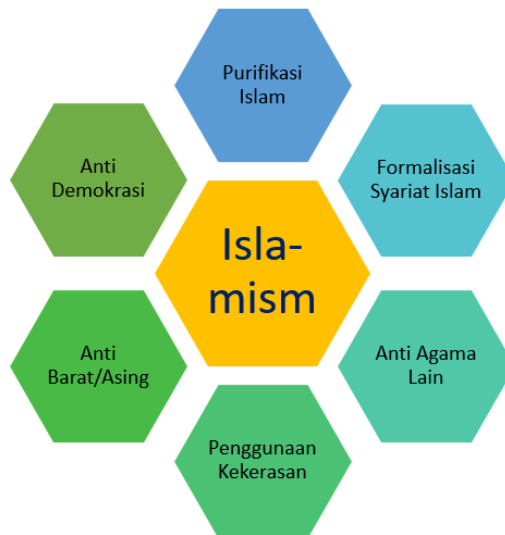 Purifikasi
Islam
Anti
Demokrasi
Formalisasi
Syariat Islam
Isla-
mism
Anti
Barat/Asing
Anti Agama
Lain
Penggunaan
Kekerasan